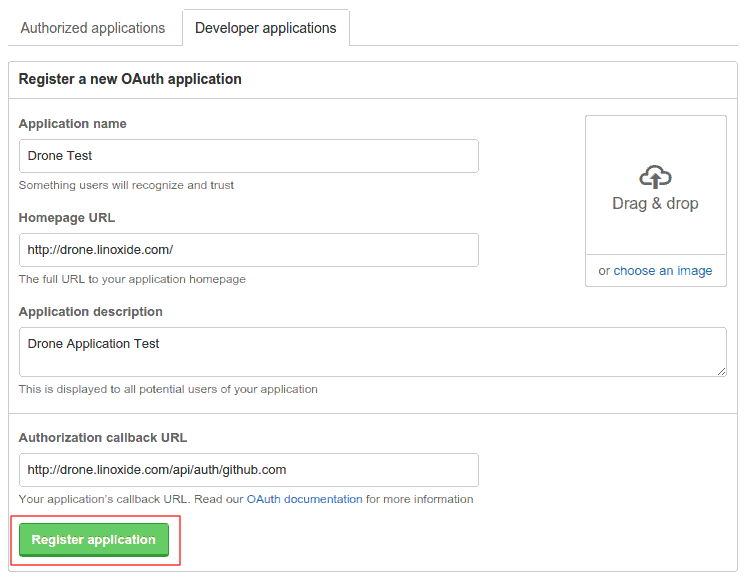 Authorized applications
Developer applications
Register a new OAuth application
Application name
Drone Test
Something users will recognize and trust
Drag & drop
or choose an image
Homepage URL
http://drone.linoxide.com/
The full URL to your application homepage
Application description
Drone Application Test
This is displayed to all potential users of your application
Authorization callback URL
http://drone.linoxide.com/api/auth/github.com
Your application's callback URL. Read our OAuth documentation for more information
Register application